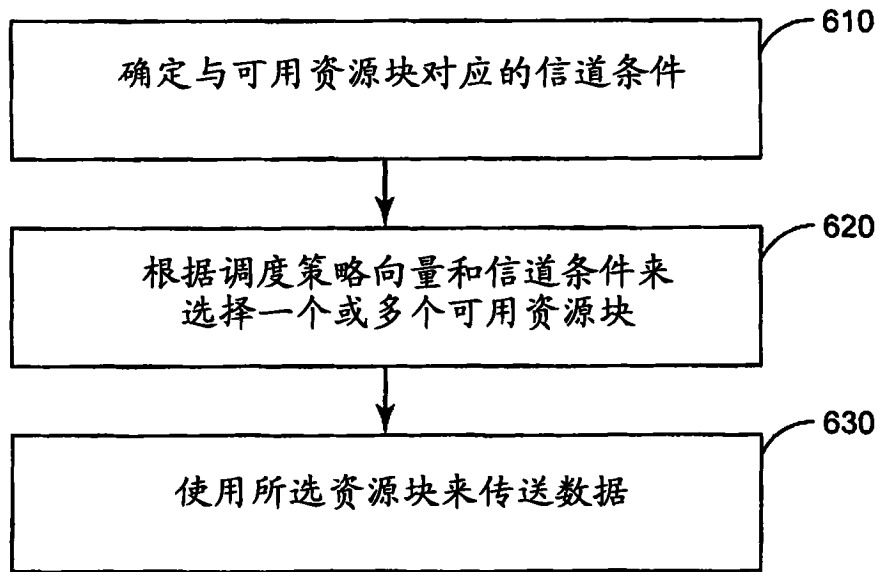 610
确定与可用资源块对应的信道条件
620
根据调度策略向量和信道条件来
选择一个或多个可用资源块
630
使用所选资源块来传送数据